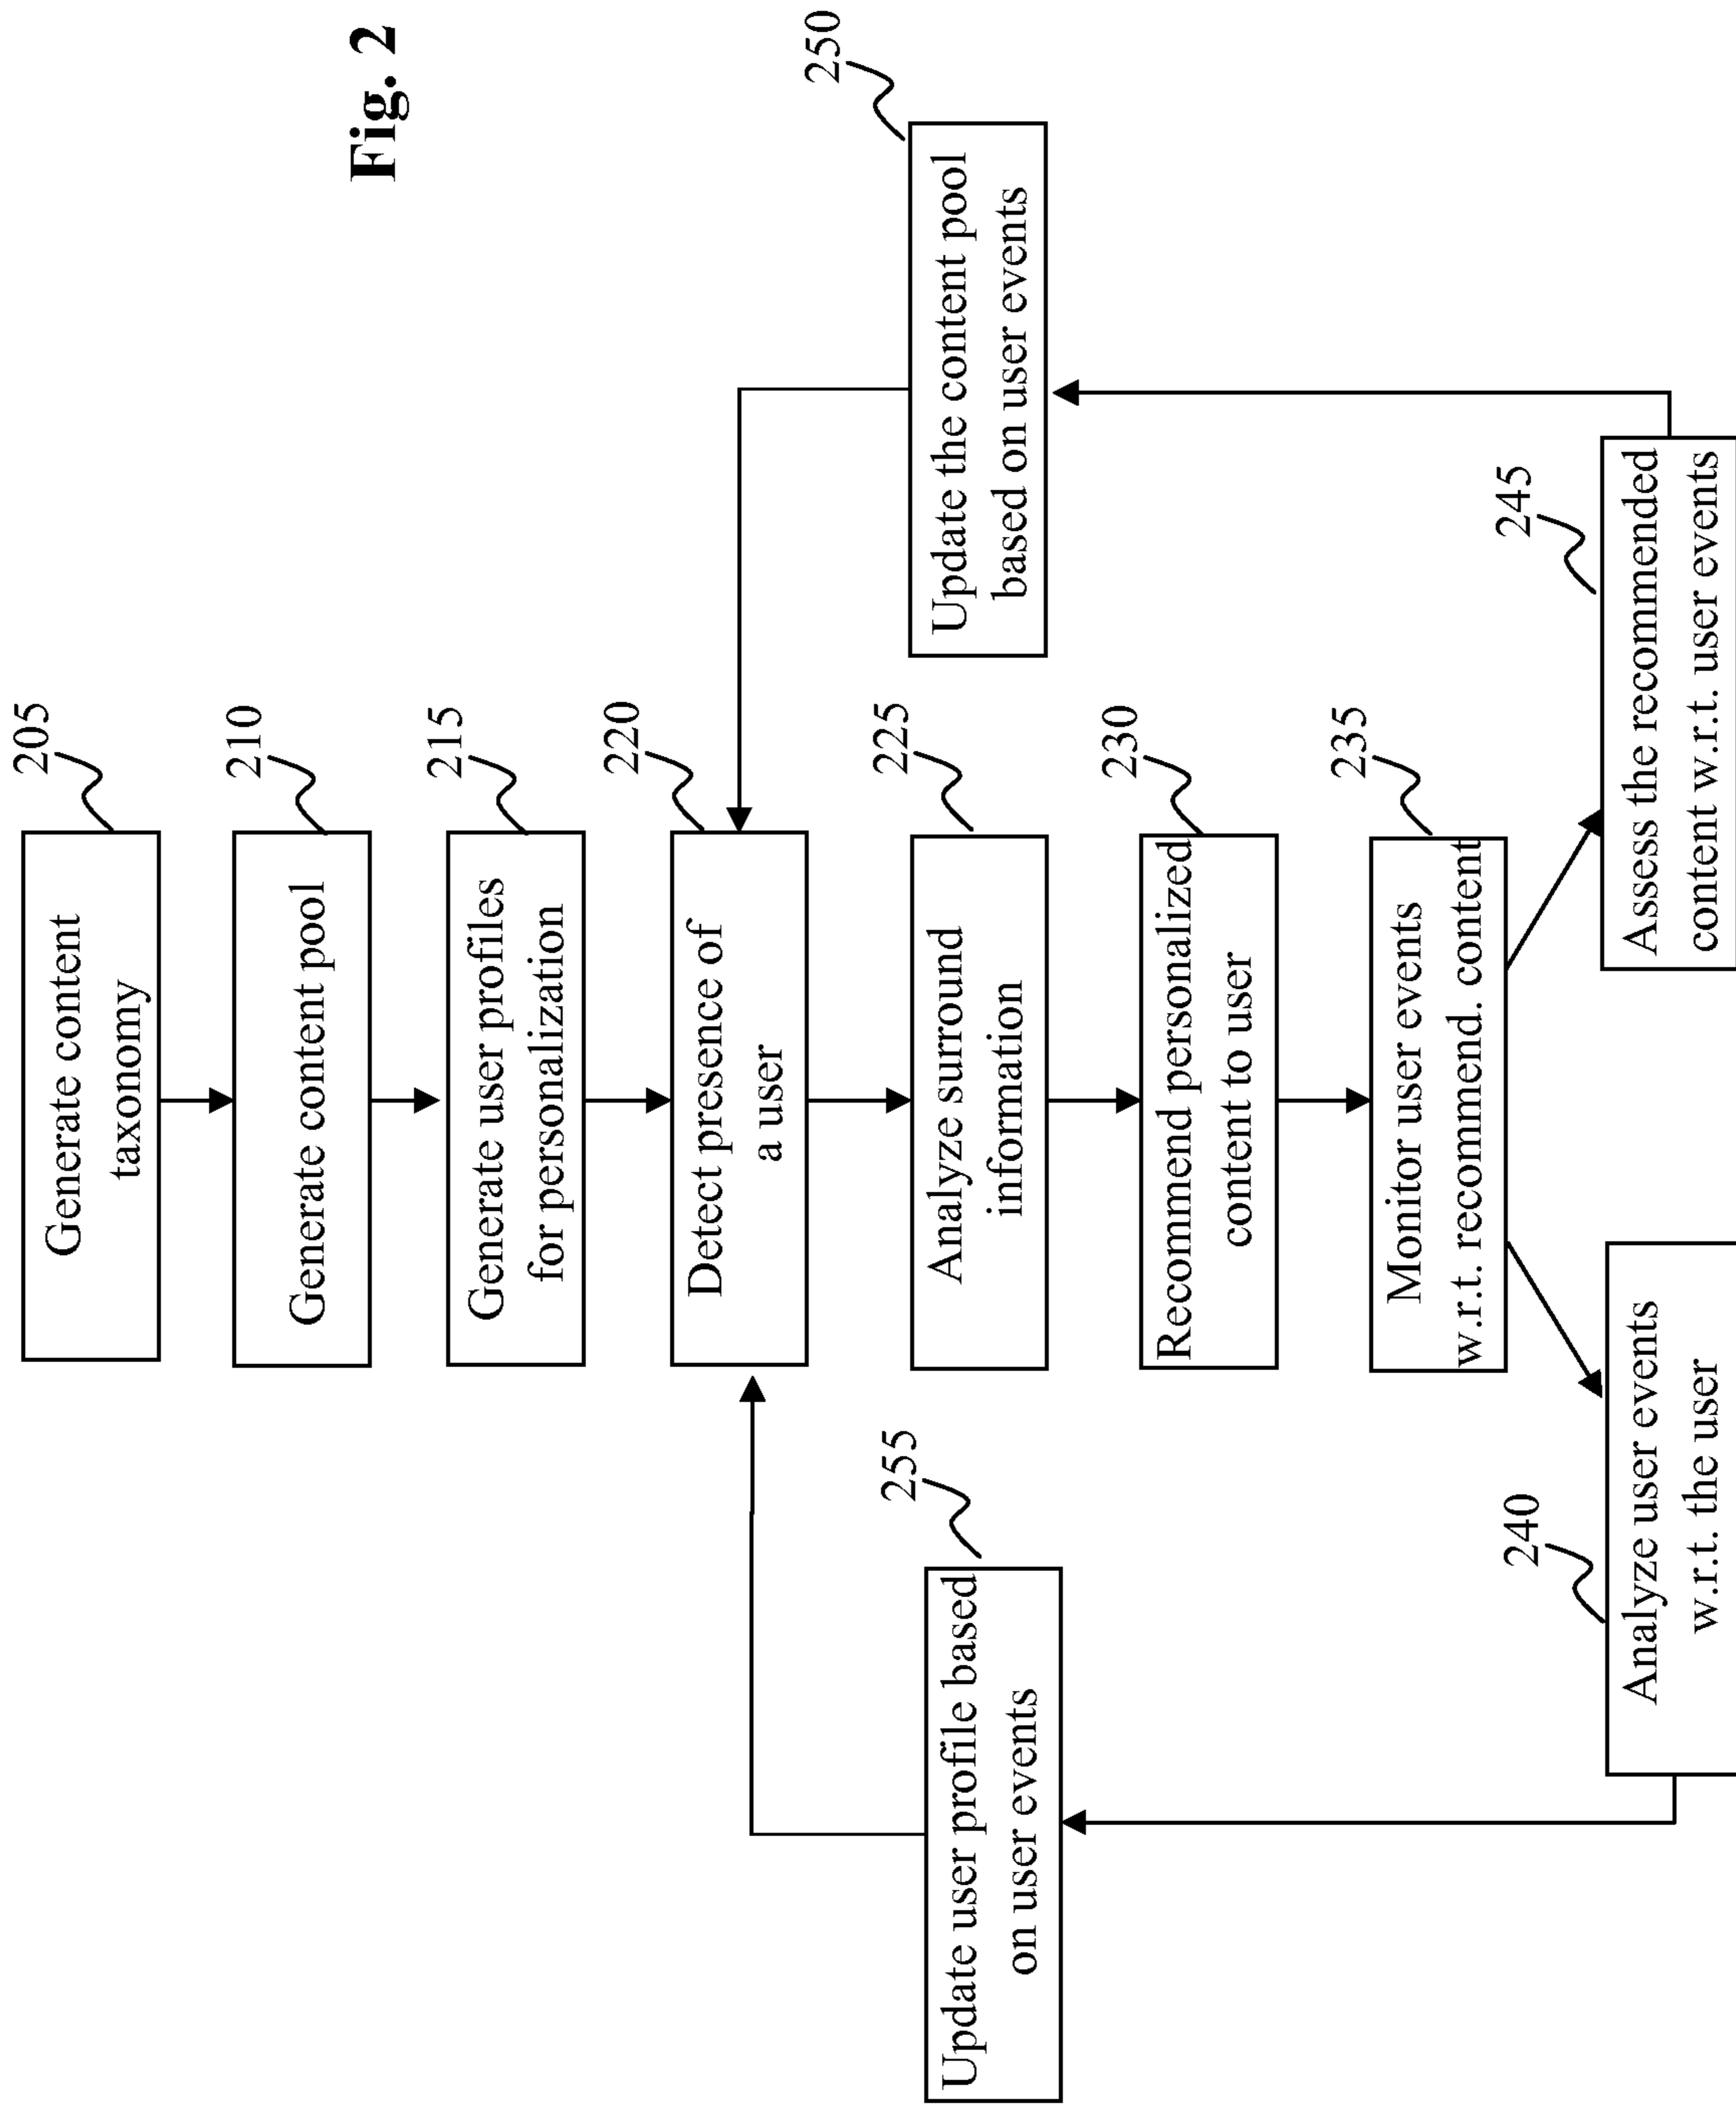 Fig. 2
205
Generate content
taxonomy
210
Generate content pool
215
Generate user profiles
for personalization
220
Detect presence of
a user
225
Analyze surround
information
230
Recommend personalized
content to user
235
Monitor user events
w.r.t. recommend. content
240
Analyze user events
w.r.t. the user
245
Assess the recommended
content w.r.t. user events
250
Update the content pool
based on user events
255
Update user profile based
on user events